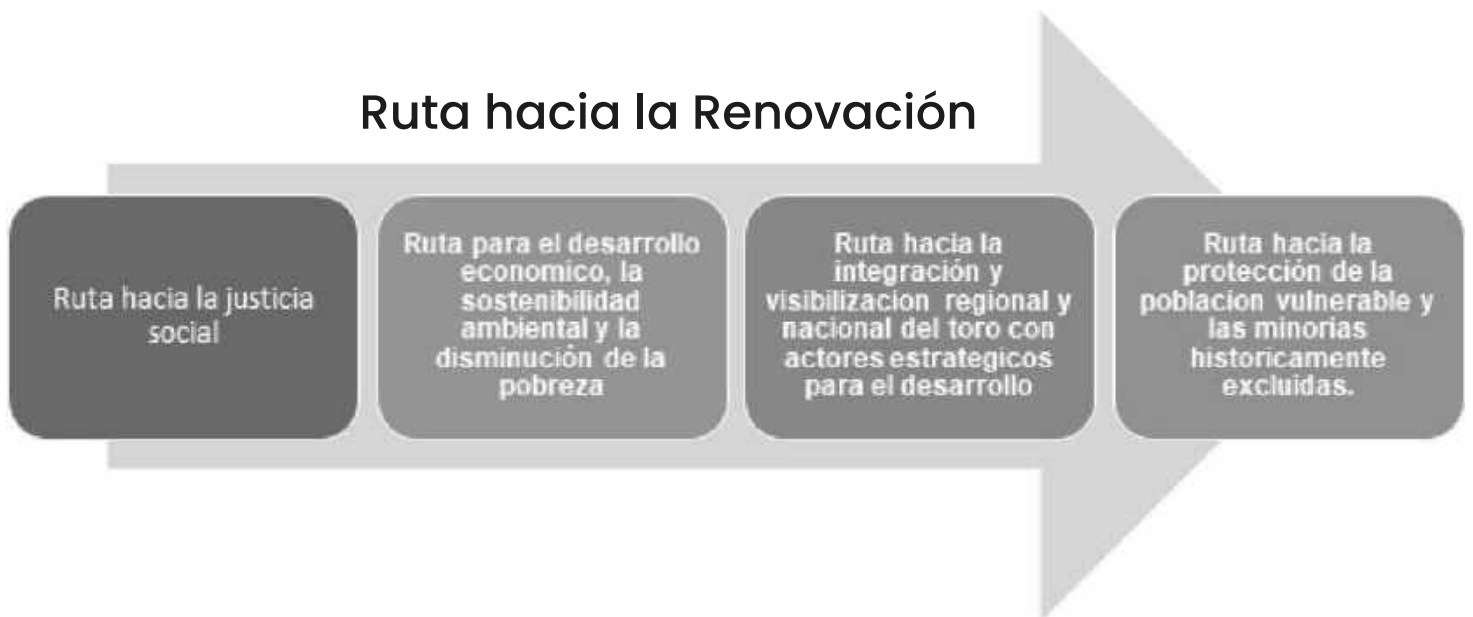 Ruta hacia la Renovación
Ruta hacia la justicia
social
Ruta para el desarrollo
economico, la
sostenibilidad
ambiental y la
disminución de la
pobreza
Ruta hacia la
integración y
visibilizacion regional y
nacional del toro con
actores estrategicos
para el desarrollo
Ruta hacia la
protección de la
poblacion vulnerable y
las minorías
historicamente
excluidas.